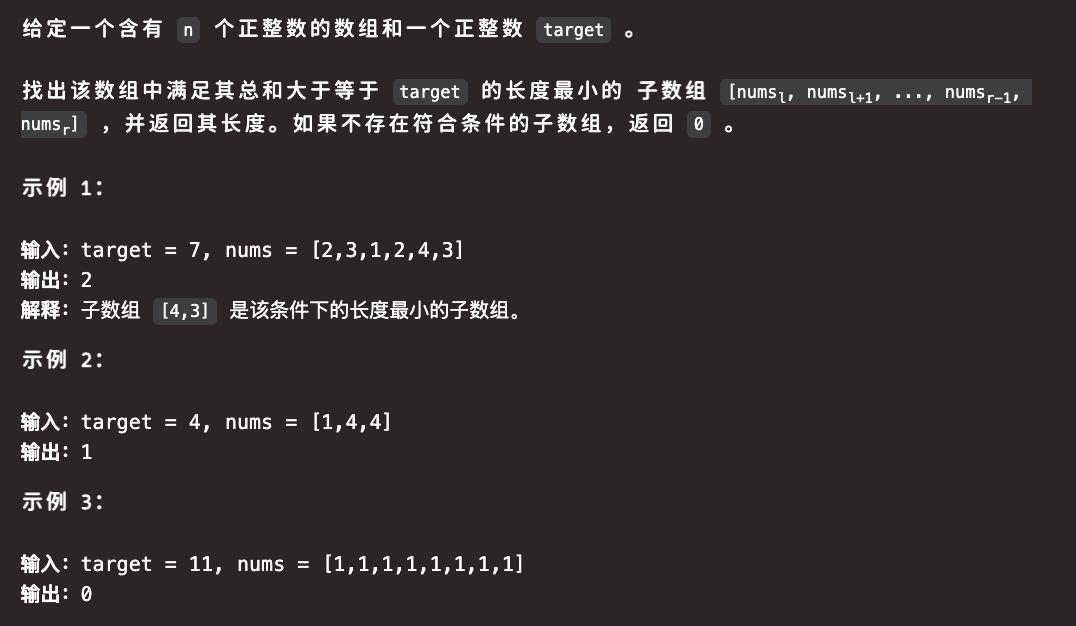 给定一个含有 n 个正整数的数组和一个正整数 target 。
找出该数组中满足其总和大于等于 target 的长度最小的 子数组 [numsl, numsl+1, ..., numsr-1,
numsr] ，并返回其长度。如果不存在符合条件的子数组，返回 0 。
示例 1：
输入：target = 7, nums = [2,3,1,2,4,3]
输出：2
解释：子数组 [4,3] 是该条件下的长度最小的子数组。
示例 2：
输入：target = 4, nums = [1,4,4]
输出：1
示例 3：
输入：target = 11, nums = [1,1,1,1,1,1,1,1]
输出：0